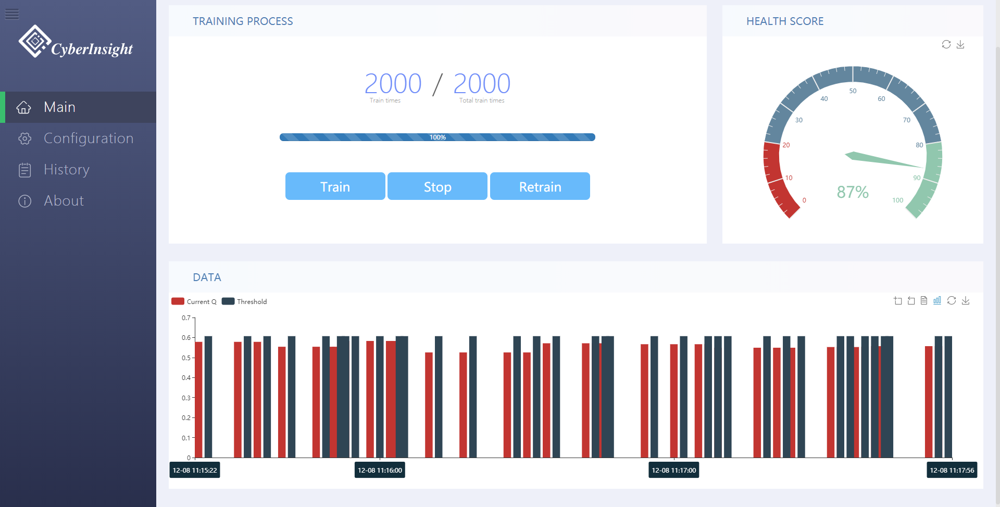 CyberInsight
Main
Configuration
History
About
TRAINING PROCESS
2000 / 2000
Train times Total train times
100%
Train Stop Retrain
HEALTH SCORE
0 10 20 30 40 50 60 70 80 90 100
87%
DATA
Current Q Threshold
0.7
0.6
0.5
0.4
0.3
0.2
0.1
0
12-08 11:15:22 12-08 11:16:00 12-08 11:17:00 12-08 11:17:56